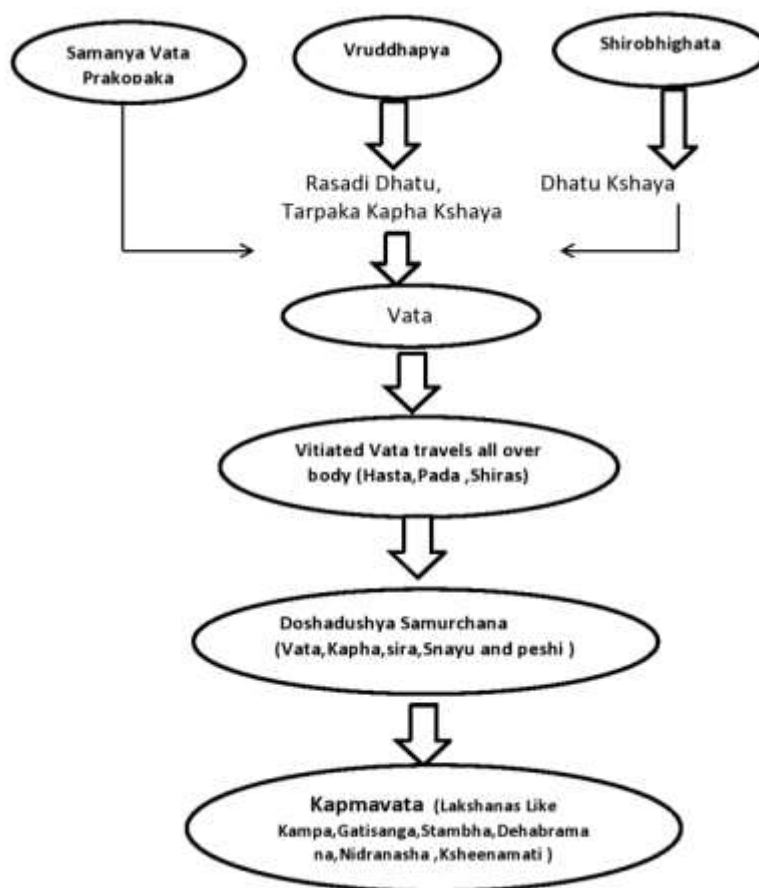 Samanya Vata
Prakopaka
Vruddhapya
Shirobhighata
Rasadi Dhatu,
Tarpaka Kapha Kshaya
Dhatu Kshaya
Vata
Vitiated Vata travels all over
body (Hasta,Pada ,Shiras)
Doshadushya Samurchana
(Vata,Kapha,sira,Snayu and peshi )
Kapmavata (Lakshanas Like
Kampa,Gatisanga,Stambha,Dehabrama
na,Nidranasha ,Ksheenamati )